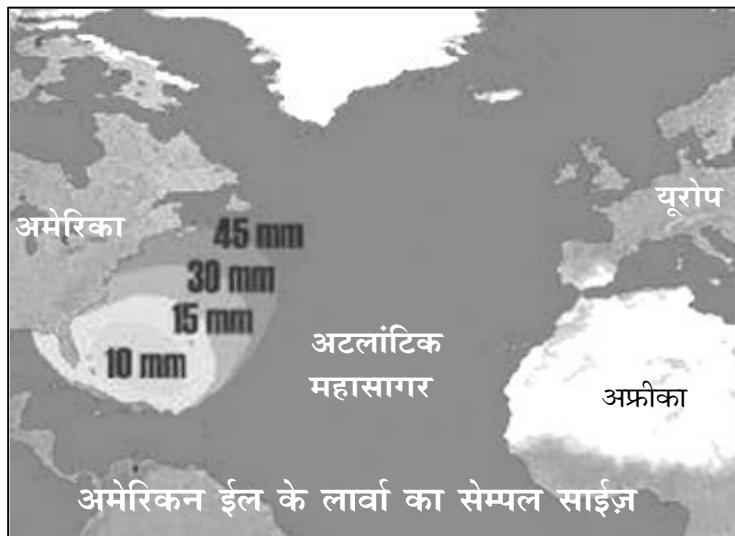 अमेरिका
यूरोप
45 mm
30 mm
15 mm
10 mm
अटलांटिक
महासागर
अफ्रीका
अमेरिकन ईल के लार्वा का सेम्पल साईज़